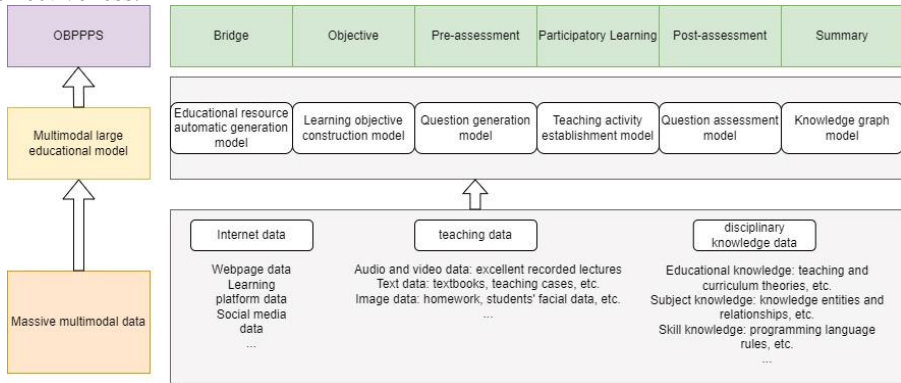 OBPPPS
Bridge
Objective
Pre-assessment
Participatory Learning
Post-assessment
Summary
Multimodal large
educational model
Educational resource
automatic generation
model
Learning objective
construction model
Question generation
model
Teaching activity
establishment model
Question assessment
model
Knowledge graph
model
Massive multimodal data
Internet data
Webpage data
Learning
platform data
Social media
data
...
teaching data
Audio and video data: excellent recorded lectures
Text data: textbooks, teaching cases, etc.
Image data: homework, students' facial data, etc.
...
disciplinary
knowledge data
Educational knowledge: teaching and
curriculum theories, etc.
Subject knowledge: knowledge entities and
relationships, etc.
Skill knowledge: programming language
rules, etc.
...